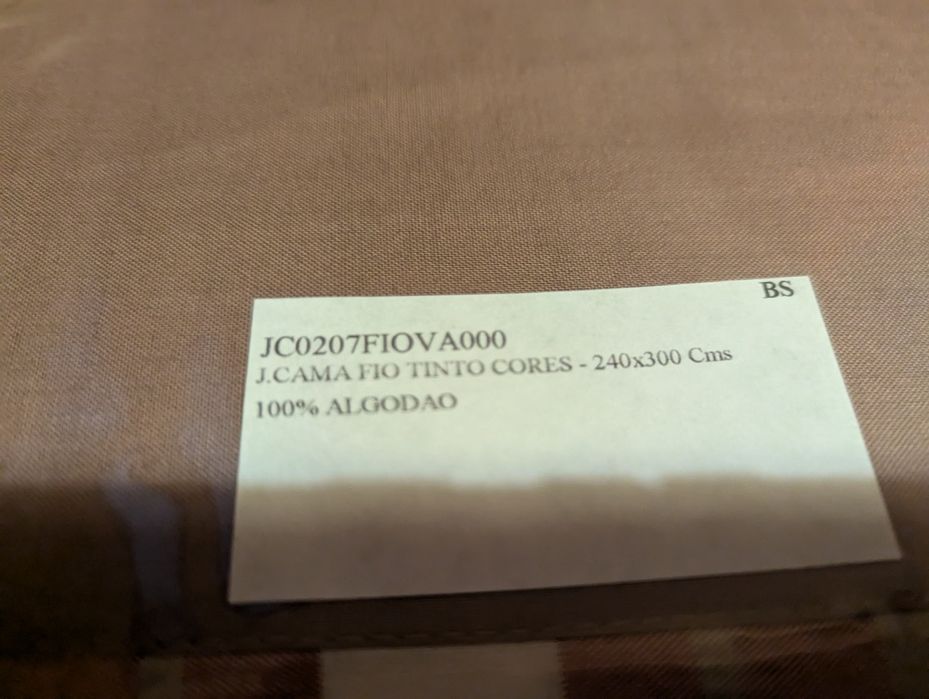 BS
JC0207FIOVA000
J.CAMA FIO TINTO CORES - 240x300 Cms
100% ALGODAO